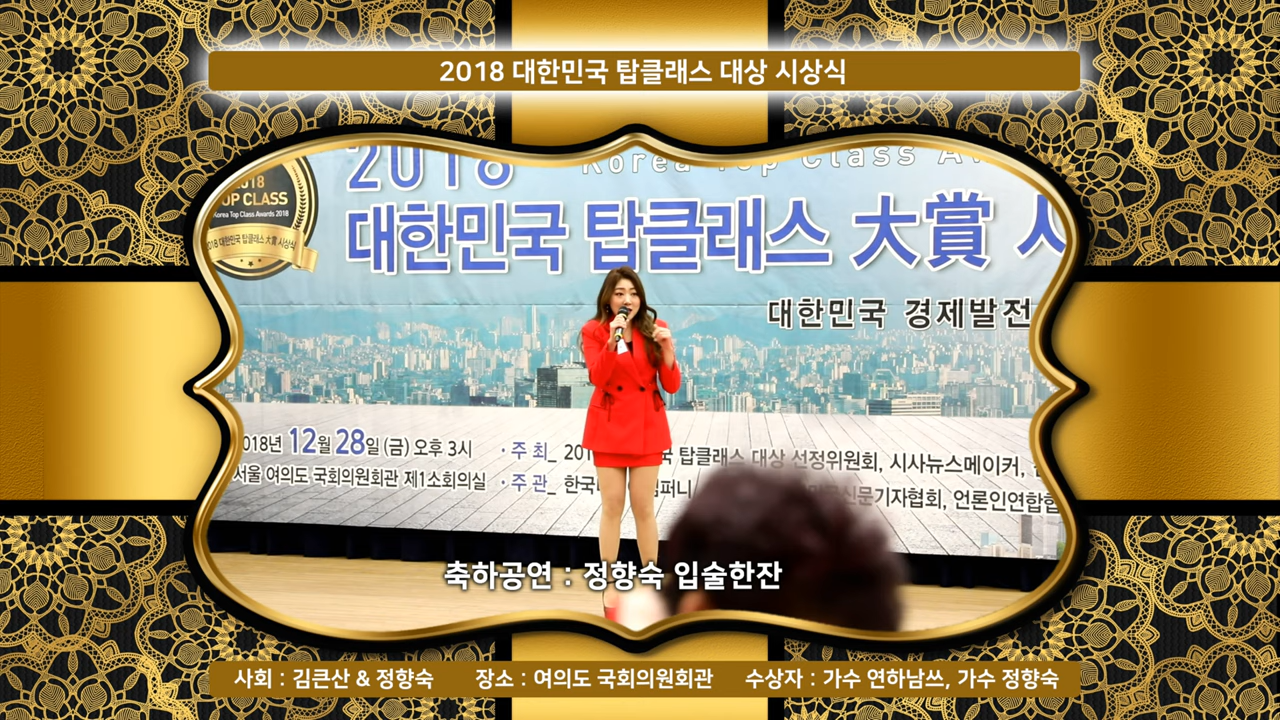 2018 대한민국 탑클래스 대상 시상식
2018 Korea Top Class
2018
TOP CLASS
Korea Top Class Awards 2018
2018 대한민국 탑클래스 大賞 시상식
대한민국 탑클래스 大賞 시
대한민국 경제발전
2018년 12월 28일 (금) 오후 3시 · 주 최_ 탑클래스 대상 선정위원회, 시사뉴스메이커,
서울 여의도 국회의원회관 제1소회의실 · 주 관_ 신문기자협회, 언론인연합
축하공연 : 정향숙 입술한잔
사회 : 김큰산 & 정향숙 장소 : 여의도 국회의원회관 수상자 : 가수 연하남쓰, 가수 정향숙